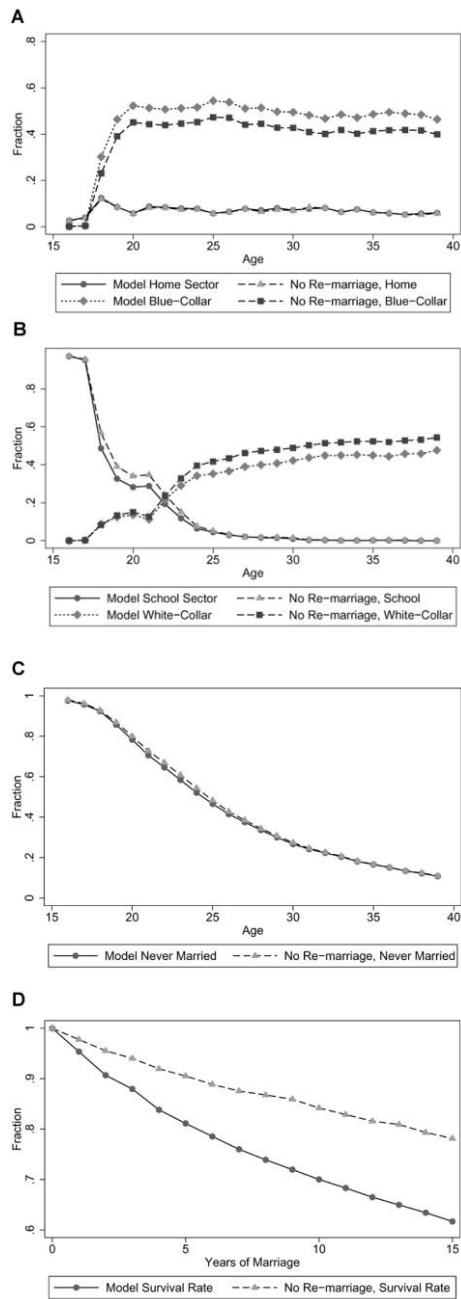 A
Fraction
.8
.6
.4
.2
0
15 20 25 30 35 40
Age
Model Home Sector No Re-marriage, Home
Model Blue-Collar No Re-marriage, Blue-Collar
B
Fraction
.8
.6
.4
.2
0
15 20 25 30 35 40
Age
Model School Sector No Re-marriage, School
Model White-Collar No Re-marriage, White-Collar
C
Fraction
1
.8
.6
.4
.2
0
15 20 25 30 35 40
Age
Model Never Married No Re-marriage, Never Married
D
Fraction
1
.9
.8
.7
.6
0 5 10 15
Years of Marriage
Model Survival Rate No Re-marriage, Survival Rate